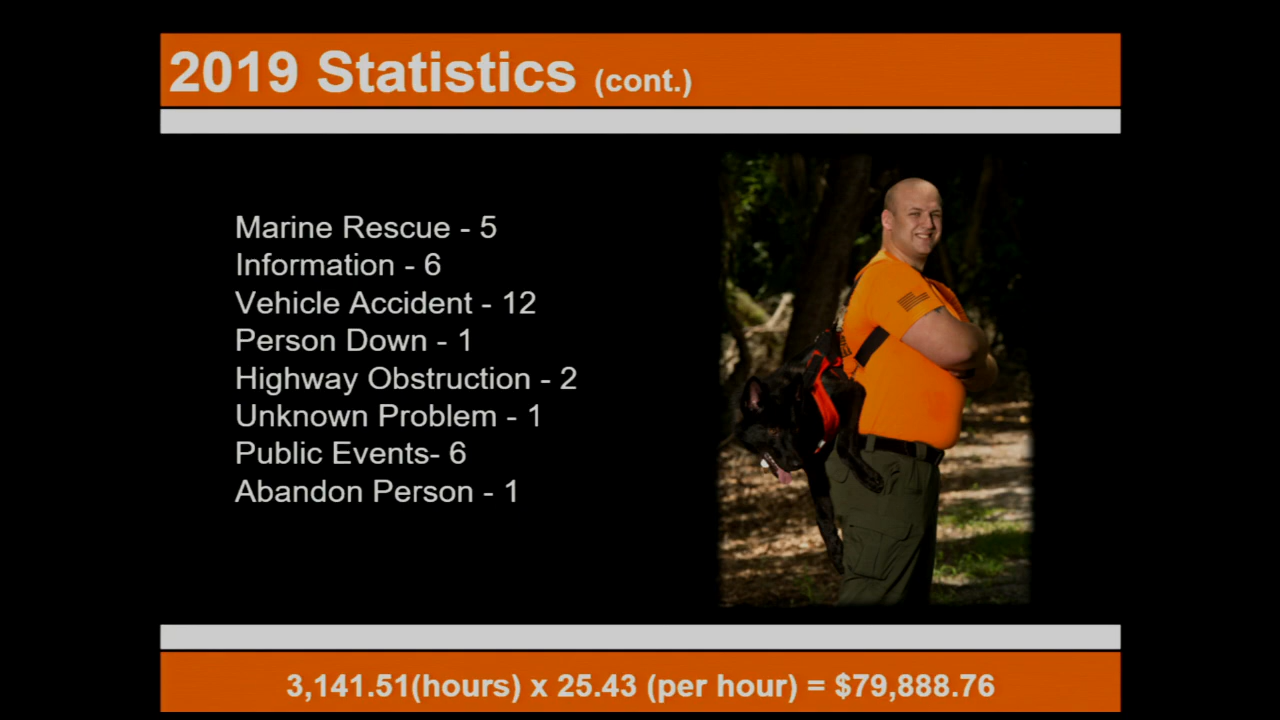 2019 Statistics (cont.)
Marine Rescue - 5
Information - 6
Vehicle Accident - 12
Person Down - 1
Highway Obstruction - 2
Unknown Problem - 1
Public Events- 6
Abandon Person - 1
3,141.51(hours) x 25.43 (per hour) = $79,888.76